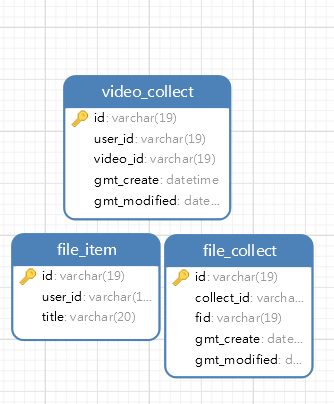 video_collect
id: varchar(19)
user_id: varchar(19)
video_id: varchar(19)
gmt_create: datetime
gmt_modified: date...
file_item
id: varchar(19)
user_id: varchar(1...
title: varchar(20)
file_collect
id: varchar(19)
collect_id: varcha...
fid: varchar(19)
gmt_create: date...
gmt_modified: d...